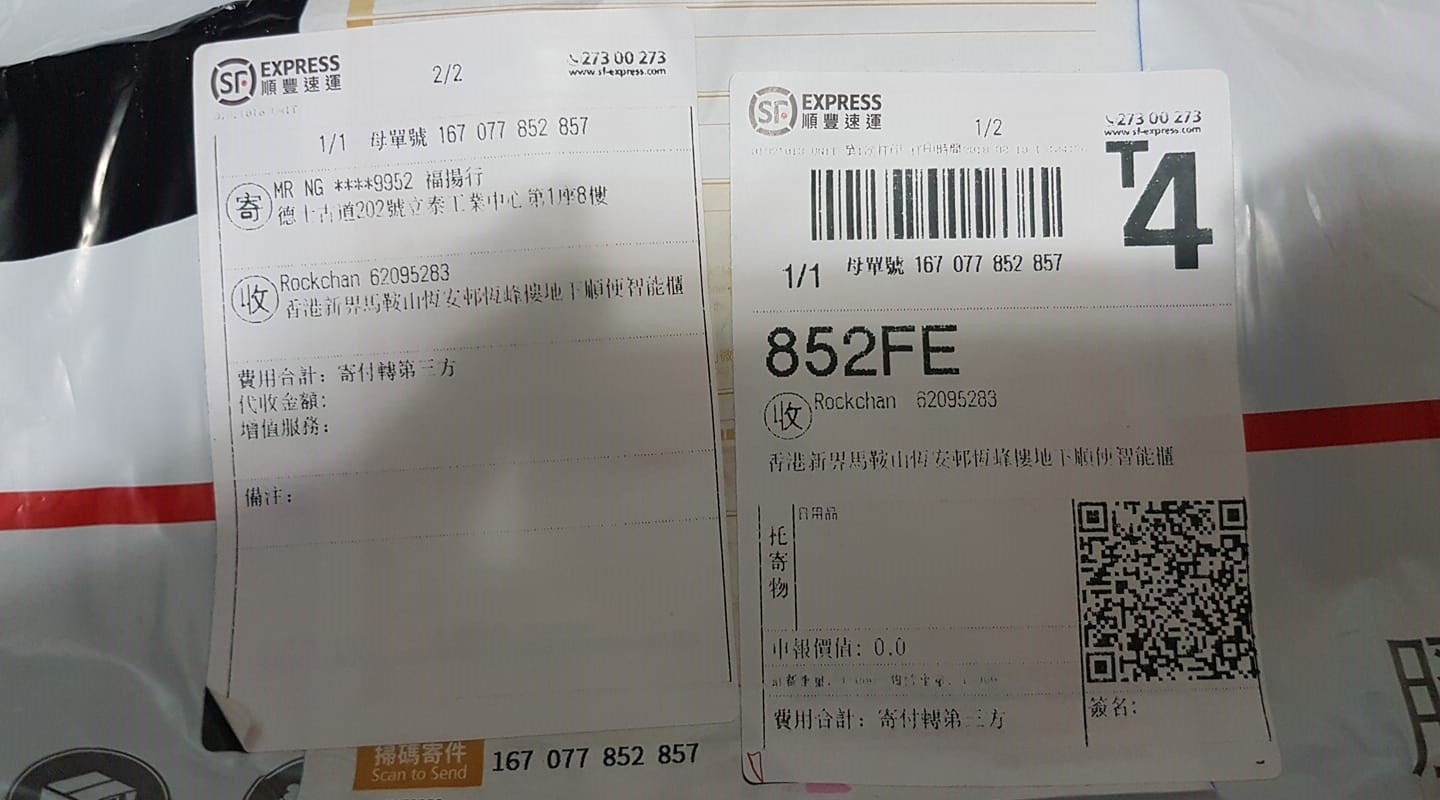 SF EXPRESS
順豐速運
2/2
273 00 273
www.sf-express.com
1/1 母單號 167 077 852 857
寄 MR NG ****9952 福揚行
德士古道202號立泰工業中心第1座8樓
收 Rockchan 62095283
香港新界馬鞍山恆安邨恆峰樓地下順便智能櫃
費用合計：寄付轉第三方
代收金額：
增值服務：
備注：
掃碼寄件
Scan to Send
167 077 852 857
SF EXPRESS
順豐速運
1/2
273 00 273
www.sf-express.com
T4
1/1 母單號 167 077 852 857
852FE
收 Rockchan 62095283
香港新界馬鞍山恆安邨恆峰樓地下順便智能櫃
托寄物
日用品
申報價值：0.0
費用合計：寄付轉第三方
簽名：